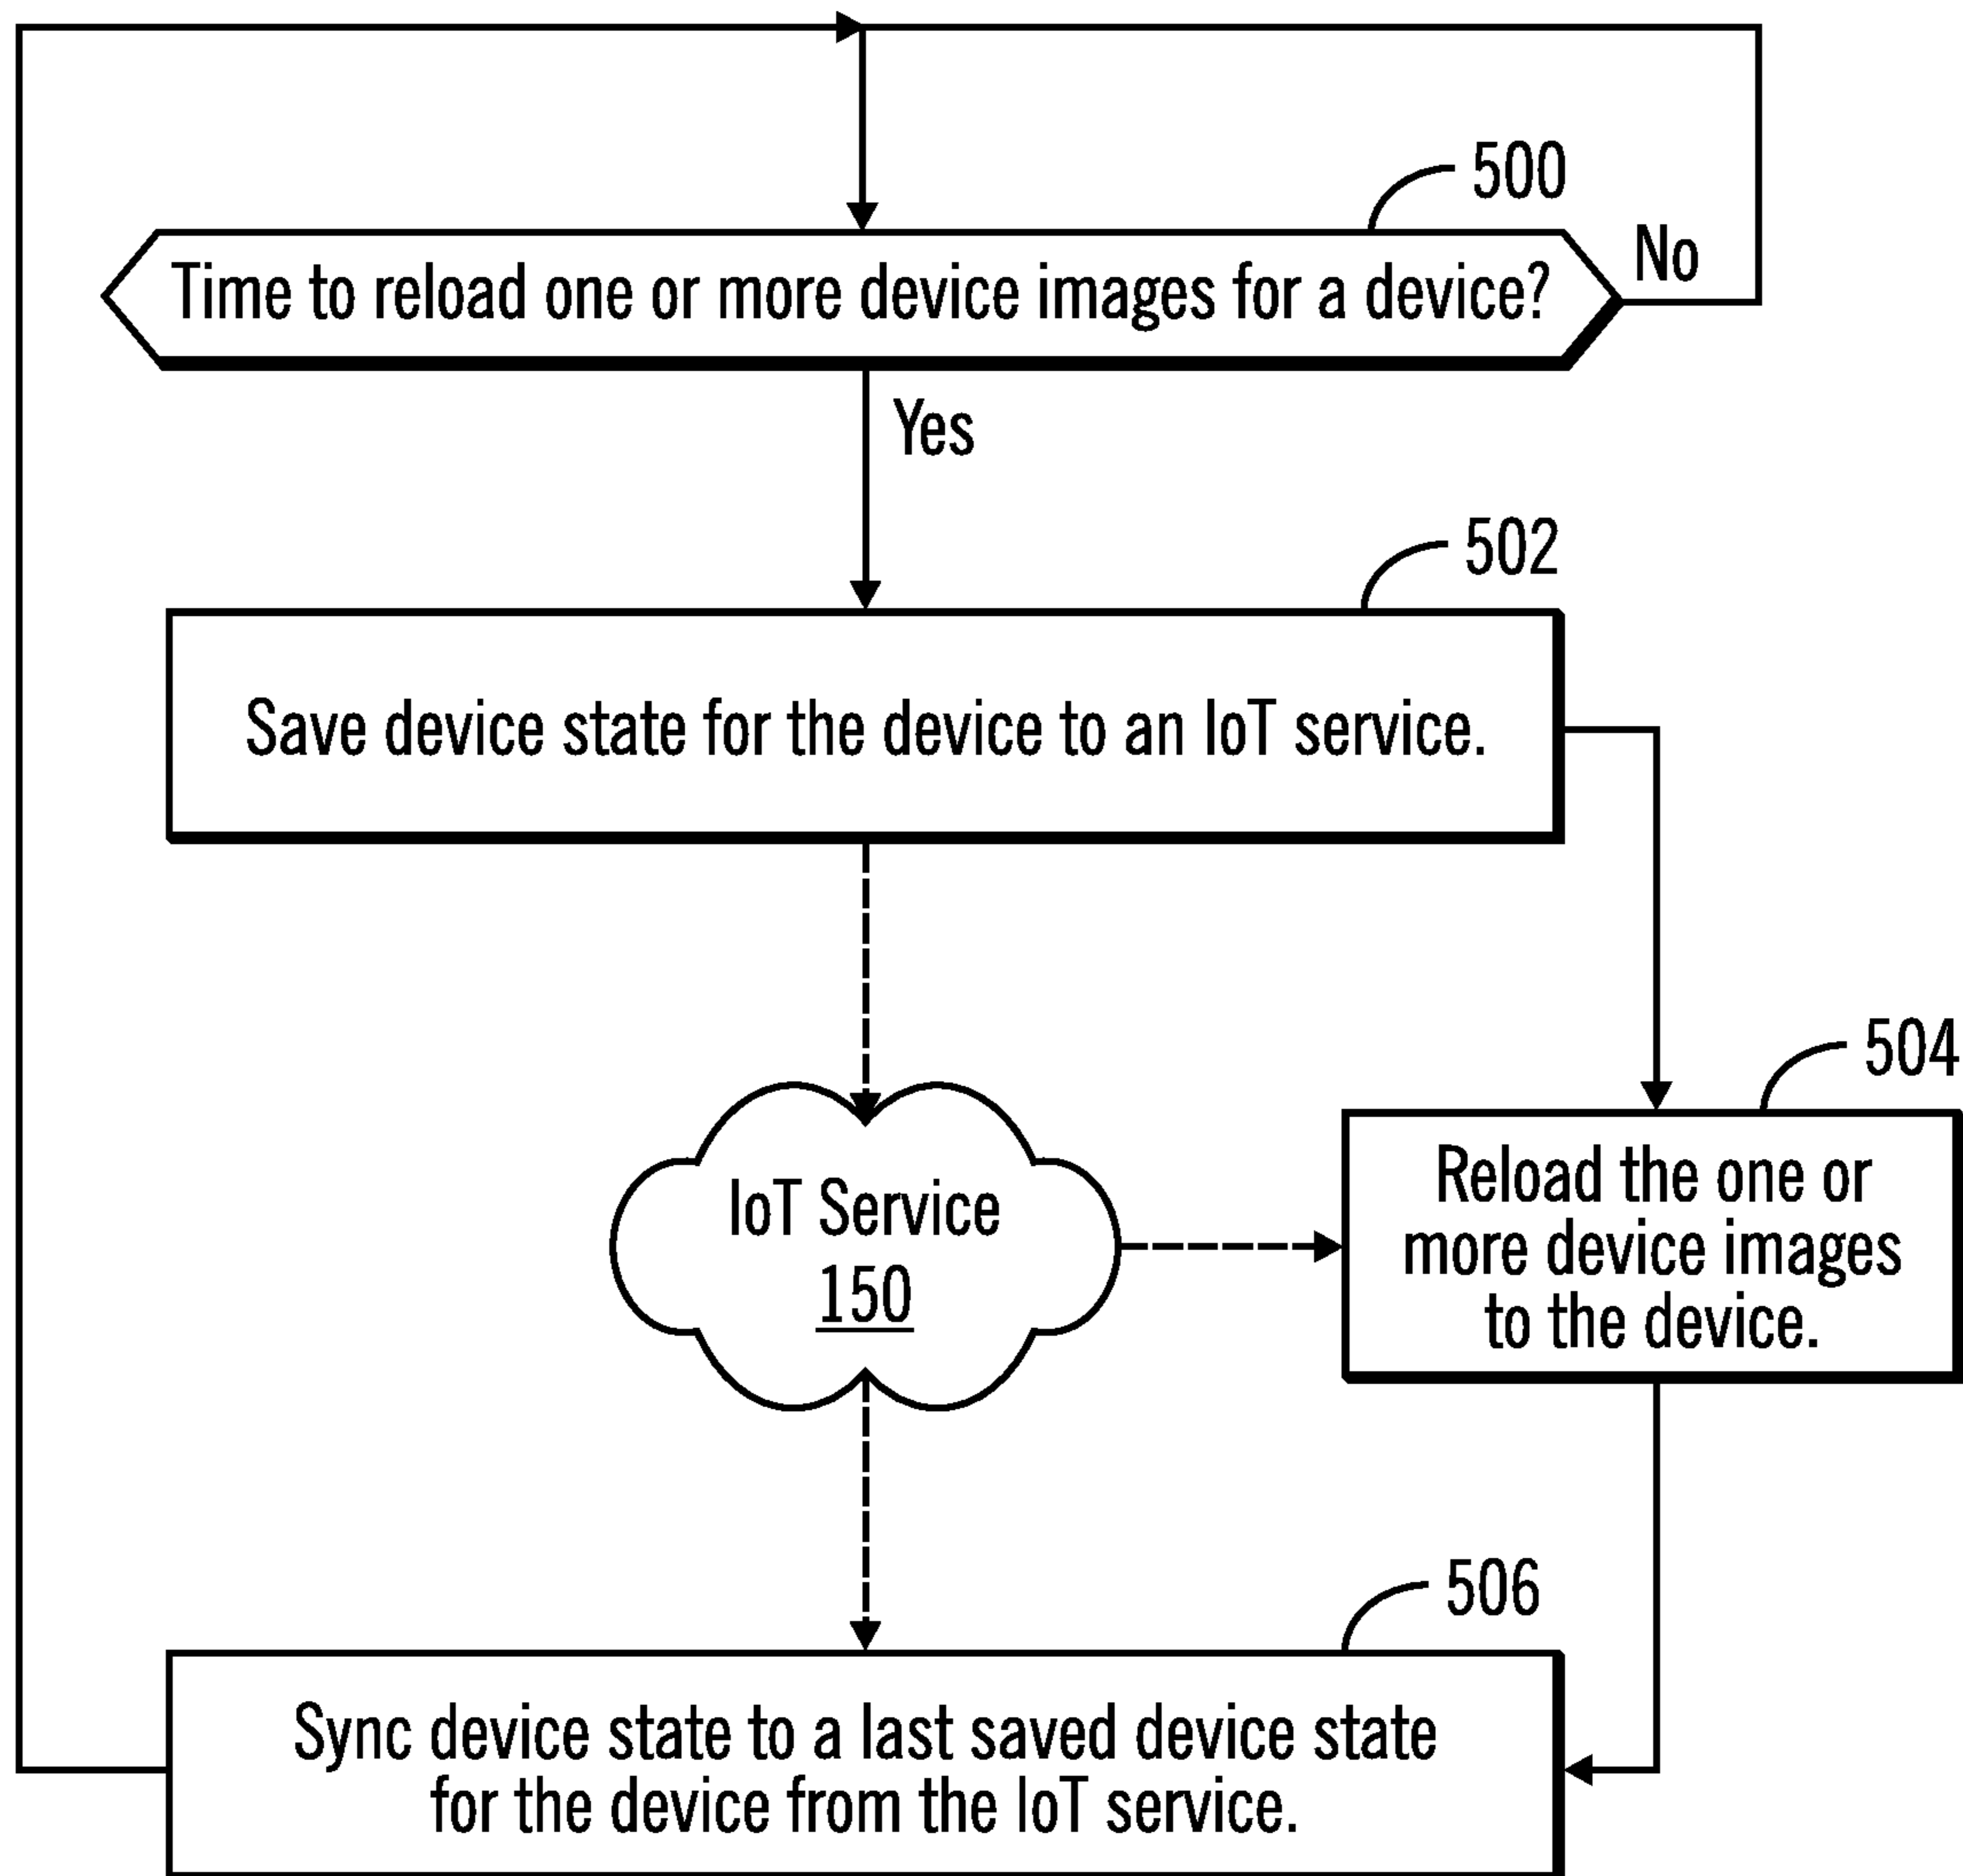 500
Time to reload one or more device images for a device?
No
Yes
502
Save device state for the device to an IoT service.
IoT Service
150
504
Reload the one or
more device images
to the device.
506
Sync device state to a last saved device state
for the device from the IoT service.